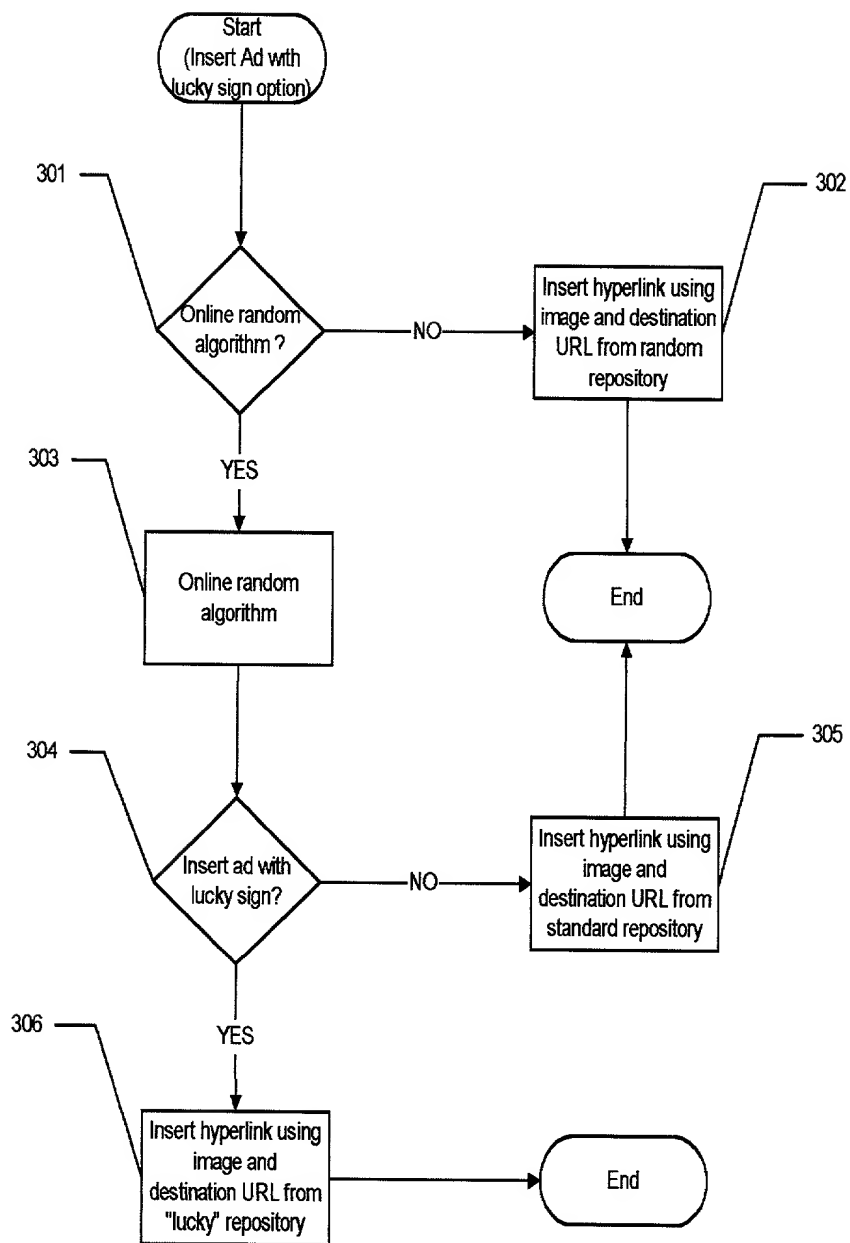 Start
(Insert Ad with
lucky sign option)
301
302
Online random
algorithm ?
NO
Insert hyperlink using
image and destination
URL from random
repository
YES
303
Online random
algorithm
End
304
305
Insert ad with
lucky sign?
NO
Insert hyperlink using
image and
destination URL from
standard repository
YES
306
Insert hyperlink using
image and
destination URL from
"lucky" repository
End